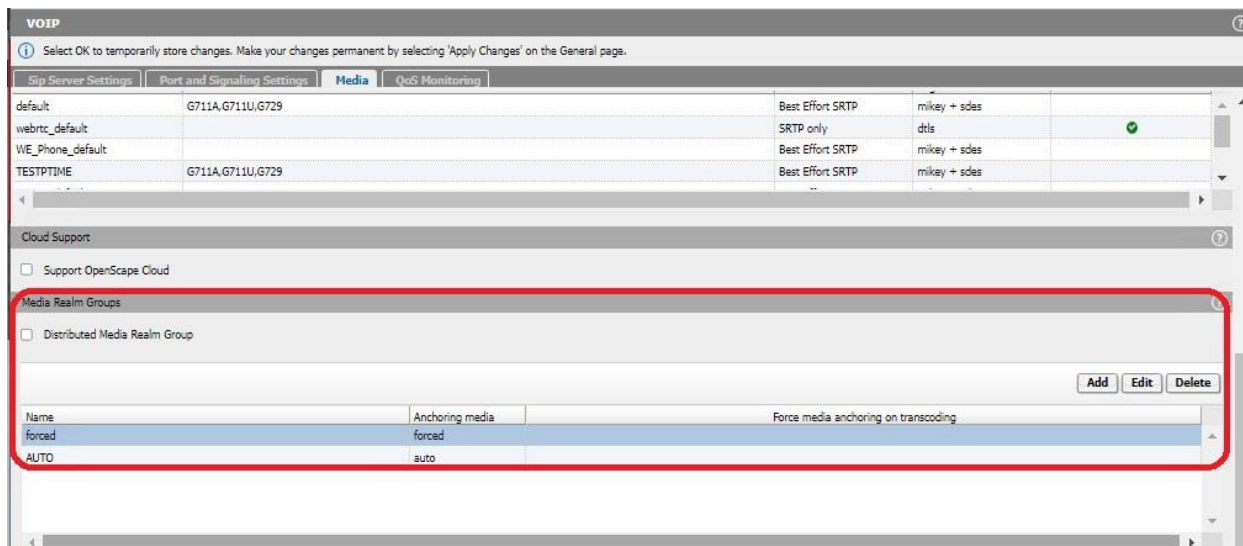 VOIP
Select OK to temporarily store changes. Make your changes permanent by selecting 'Apply Changes' on the General page.
Sip Server Settings Port and Signaling Settings Media QoS Monitoring
default G711A,G711U,G729 Best Effort SRTP mikey + sdes
webrtc_default SRTP only dtls
WE_Phone_default Best Effort SRTP mikey + sdes
TESTPTIME G711A,G711U,G729 Best Effort SRTP mikey + sdes
Cloud Support
Support OpenScape Cloud
Media Realm Groups
Distributed Media Realm Group
Add Edit Delete
Name Anchoring media Force media anchoring on transcoding
forced forced
AUTO auto